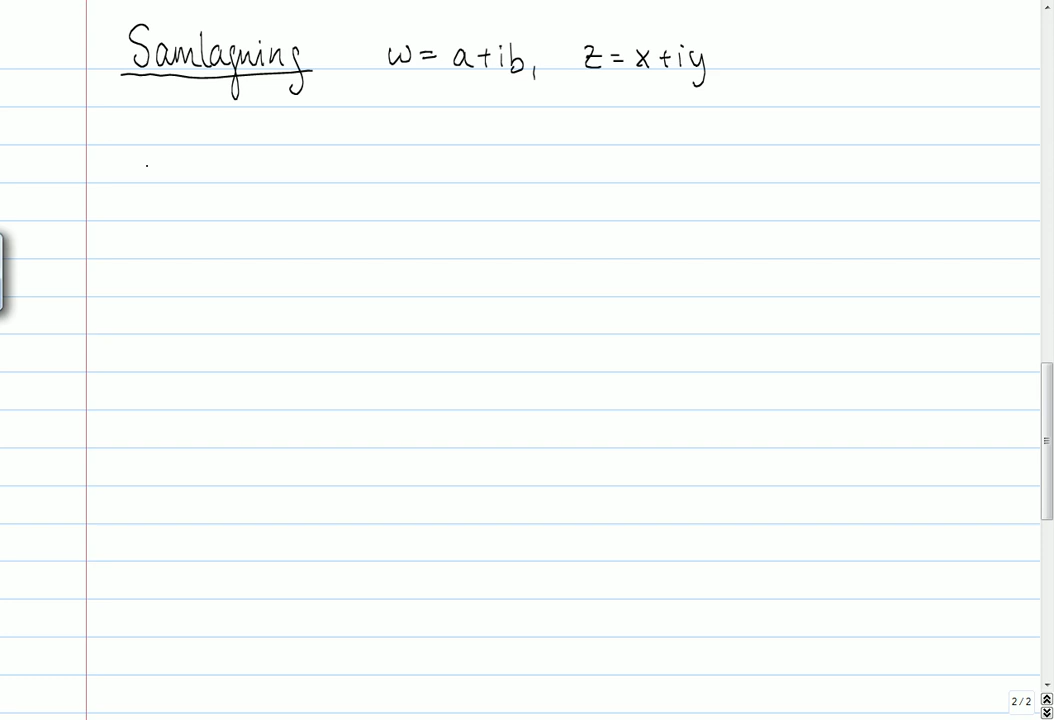 Samlagning w = a + ib, z = x + iy
2/2